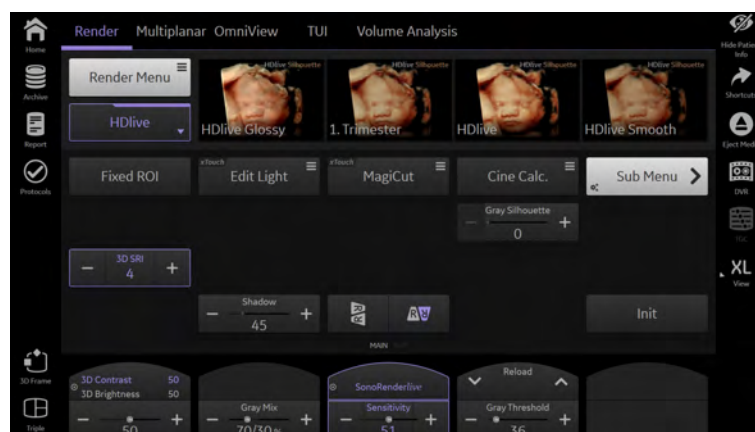 Render Multiplanar OmniView TUI Volume Analysis
Home
Hide Patie
Info
Render Menu
HDlive Silhouette
HDlive Silhouette
HDlive Silhouette
HDlive Silhouette
Archive
Shortcuts
HDlive
HDlive Glossy
1. Trimester
HDlive
HDlive Smooth
Report
Eject Med
Fixed ROI
xTouch
Edit Light
xTouch
MagiCut
Cine Calc.
Sub Menu
Protocols
DVR
Gray Silhouette
− 0 +
3D SRI
− 4 +
XL
View
Shadow
− 45 +
Init
MAIN
3D Frame
3D Contrast 50
3D Brightness 50
SonoRenderlive
Reload
Gray Mix
Sensitivity
Gray Threshold
− 50 +
− 70/30 % +
− 51 +
− 36 +
Triple